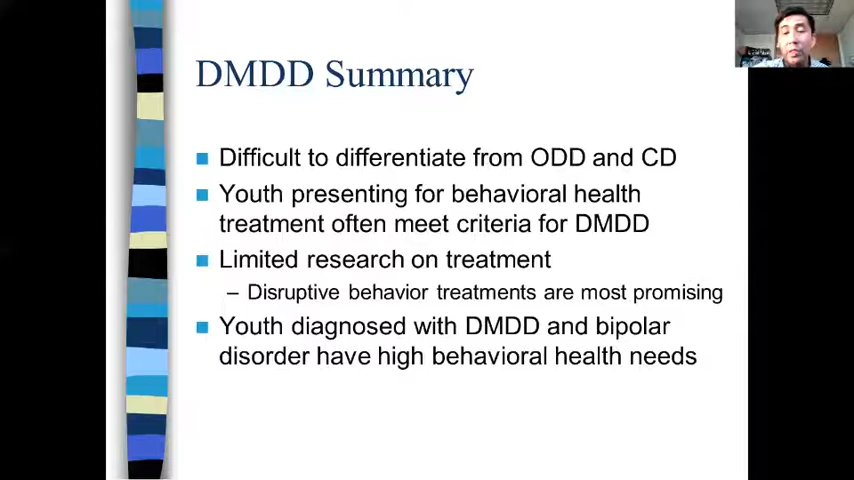 DMDD Summary
Difficult to differentiate from ODD and CD
Youth presenting for behavioral health
treatment often meet criteria for DMDD
Limited research on treatment
– Disruptive behavior treatments are most promising
Youth diagnosed with DMDD and bipolar
disorder have high behavioral health needs